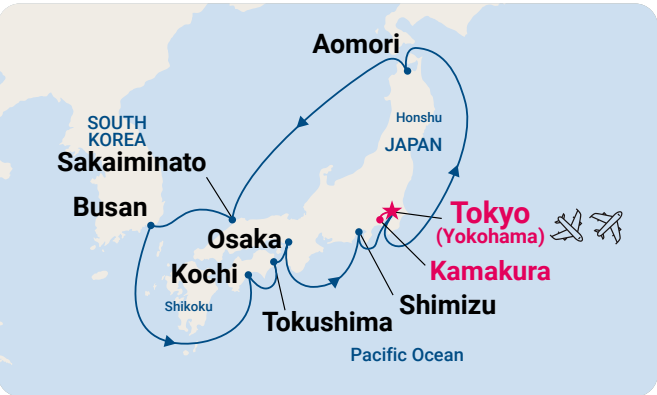 Aomori
Honshu
JAPAN
SOUTH
KOREA
Sakaiminato
Busan
Tokyo
(Yokohama)
Osaka
Kamakura
Kochi
Shikoku
Shimizu
Tokushima
Pacific Ocean